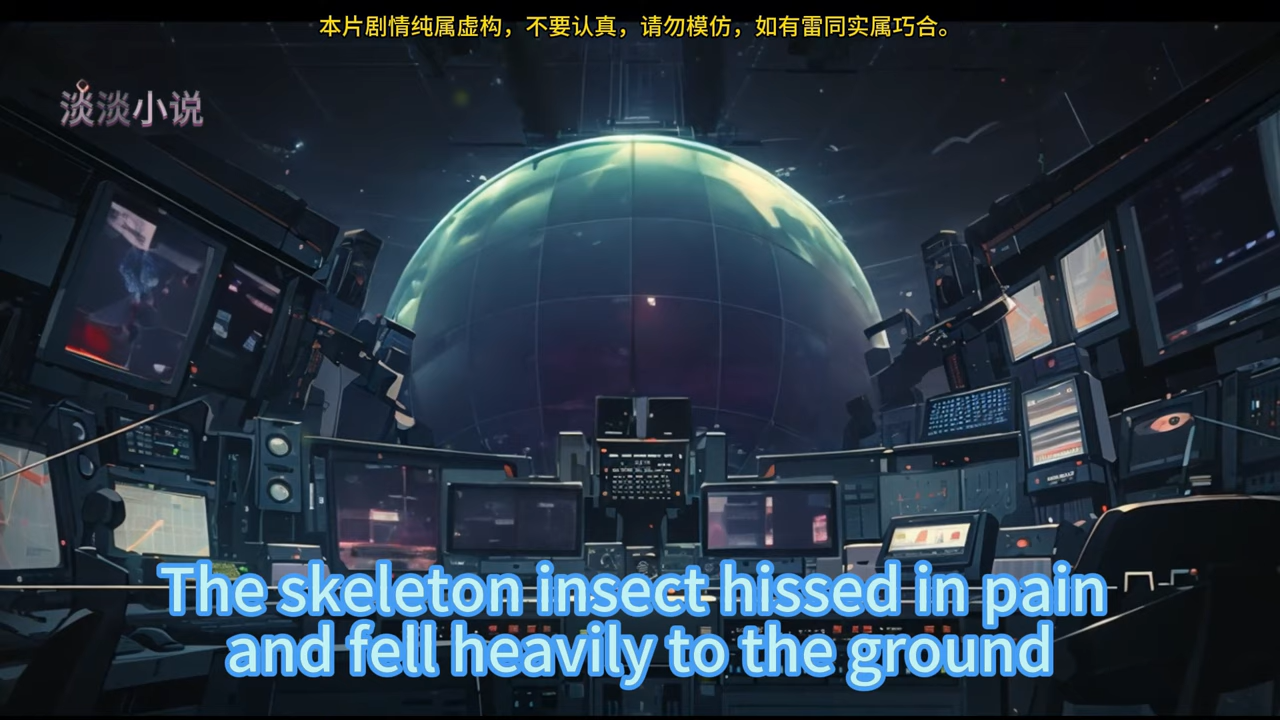 本片剧情纯属虚构，不要认真，请勿模仿，如有雷同实属巧合。
淡淡小说
The skeleton insect hissed in pain
and fell heavily to the ground